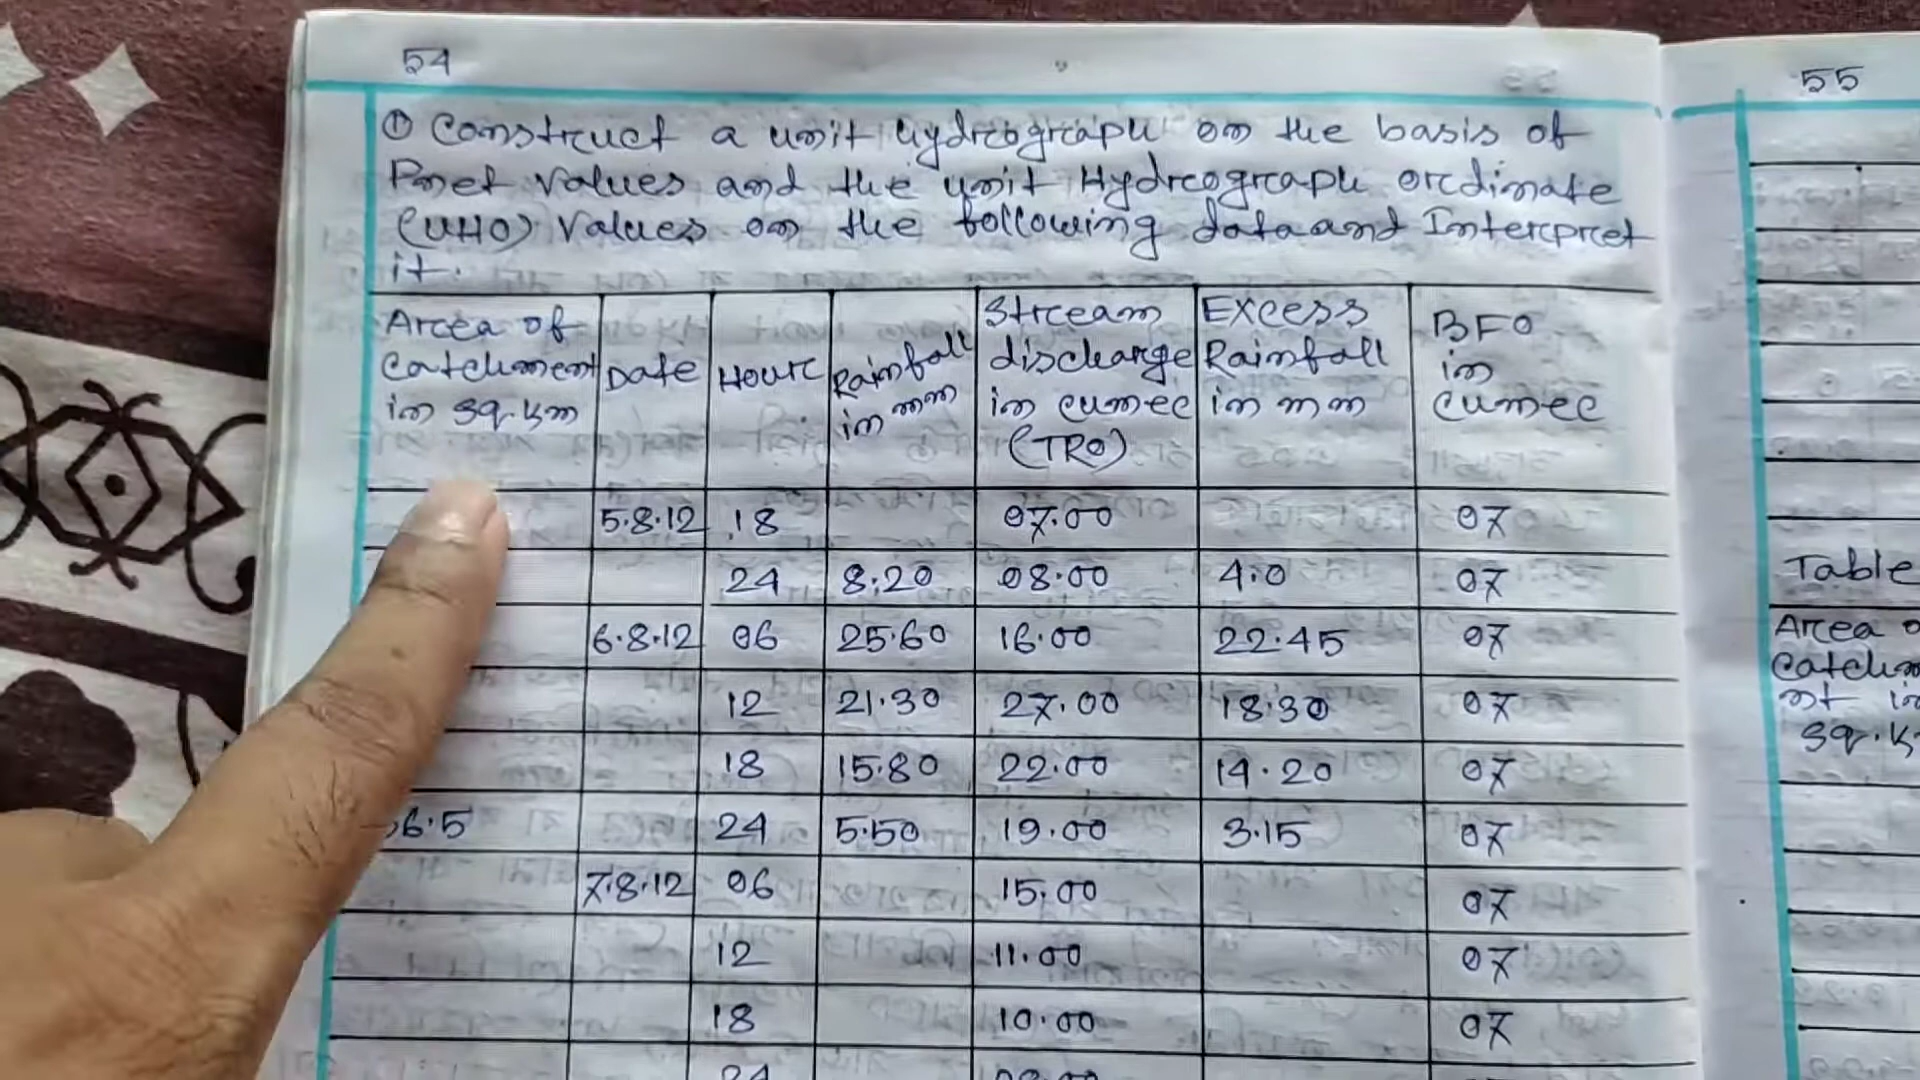 54
① Construct a unit hydrograph on the basis of
Pnet values and the unit Hydrograph ordinate
(UHO) Values on the following data and Interpret
it.
Area of catchment in sq.km | Date | Hour | Rainfall in mm | Stream discharge in cumec (TRO) | Excess Rainfall in mm | BFO in cumec
5.8.12 | 18 | 07.00 | 07
24 | 8.20 | 08.00 | 4.0 | 07
6.8.12 | 06 | 25.60 | 16.00 | 22.45 | 07
12 | 21.30 | 27.00 | 18.30 | 07
18 | 15.80 | 22.00 | 14.20 | 07
6.5 | 24 | 5.50 | 19.00 | 3.15 | 07
7.8.12 | 06 | 15.00 | 07
12 | 11.00 | 07
18 | 10.00 | 07
24
55
Table
Area
catchm
nt in
sq.k